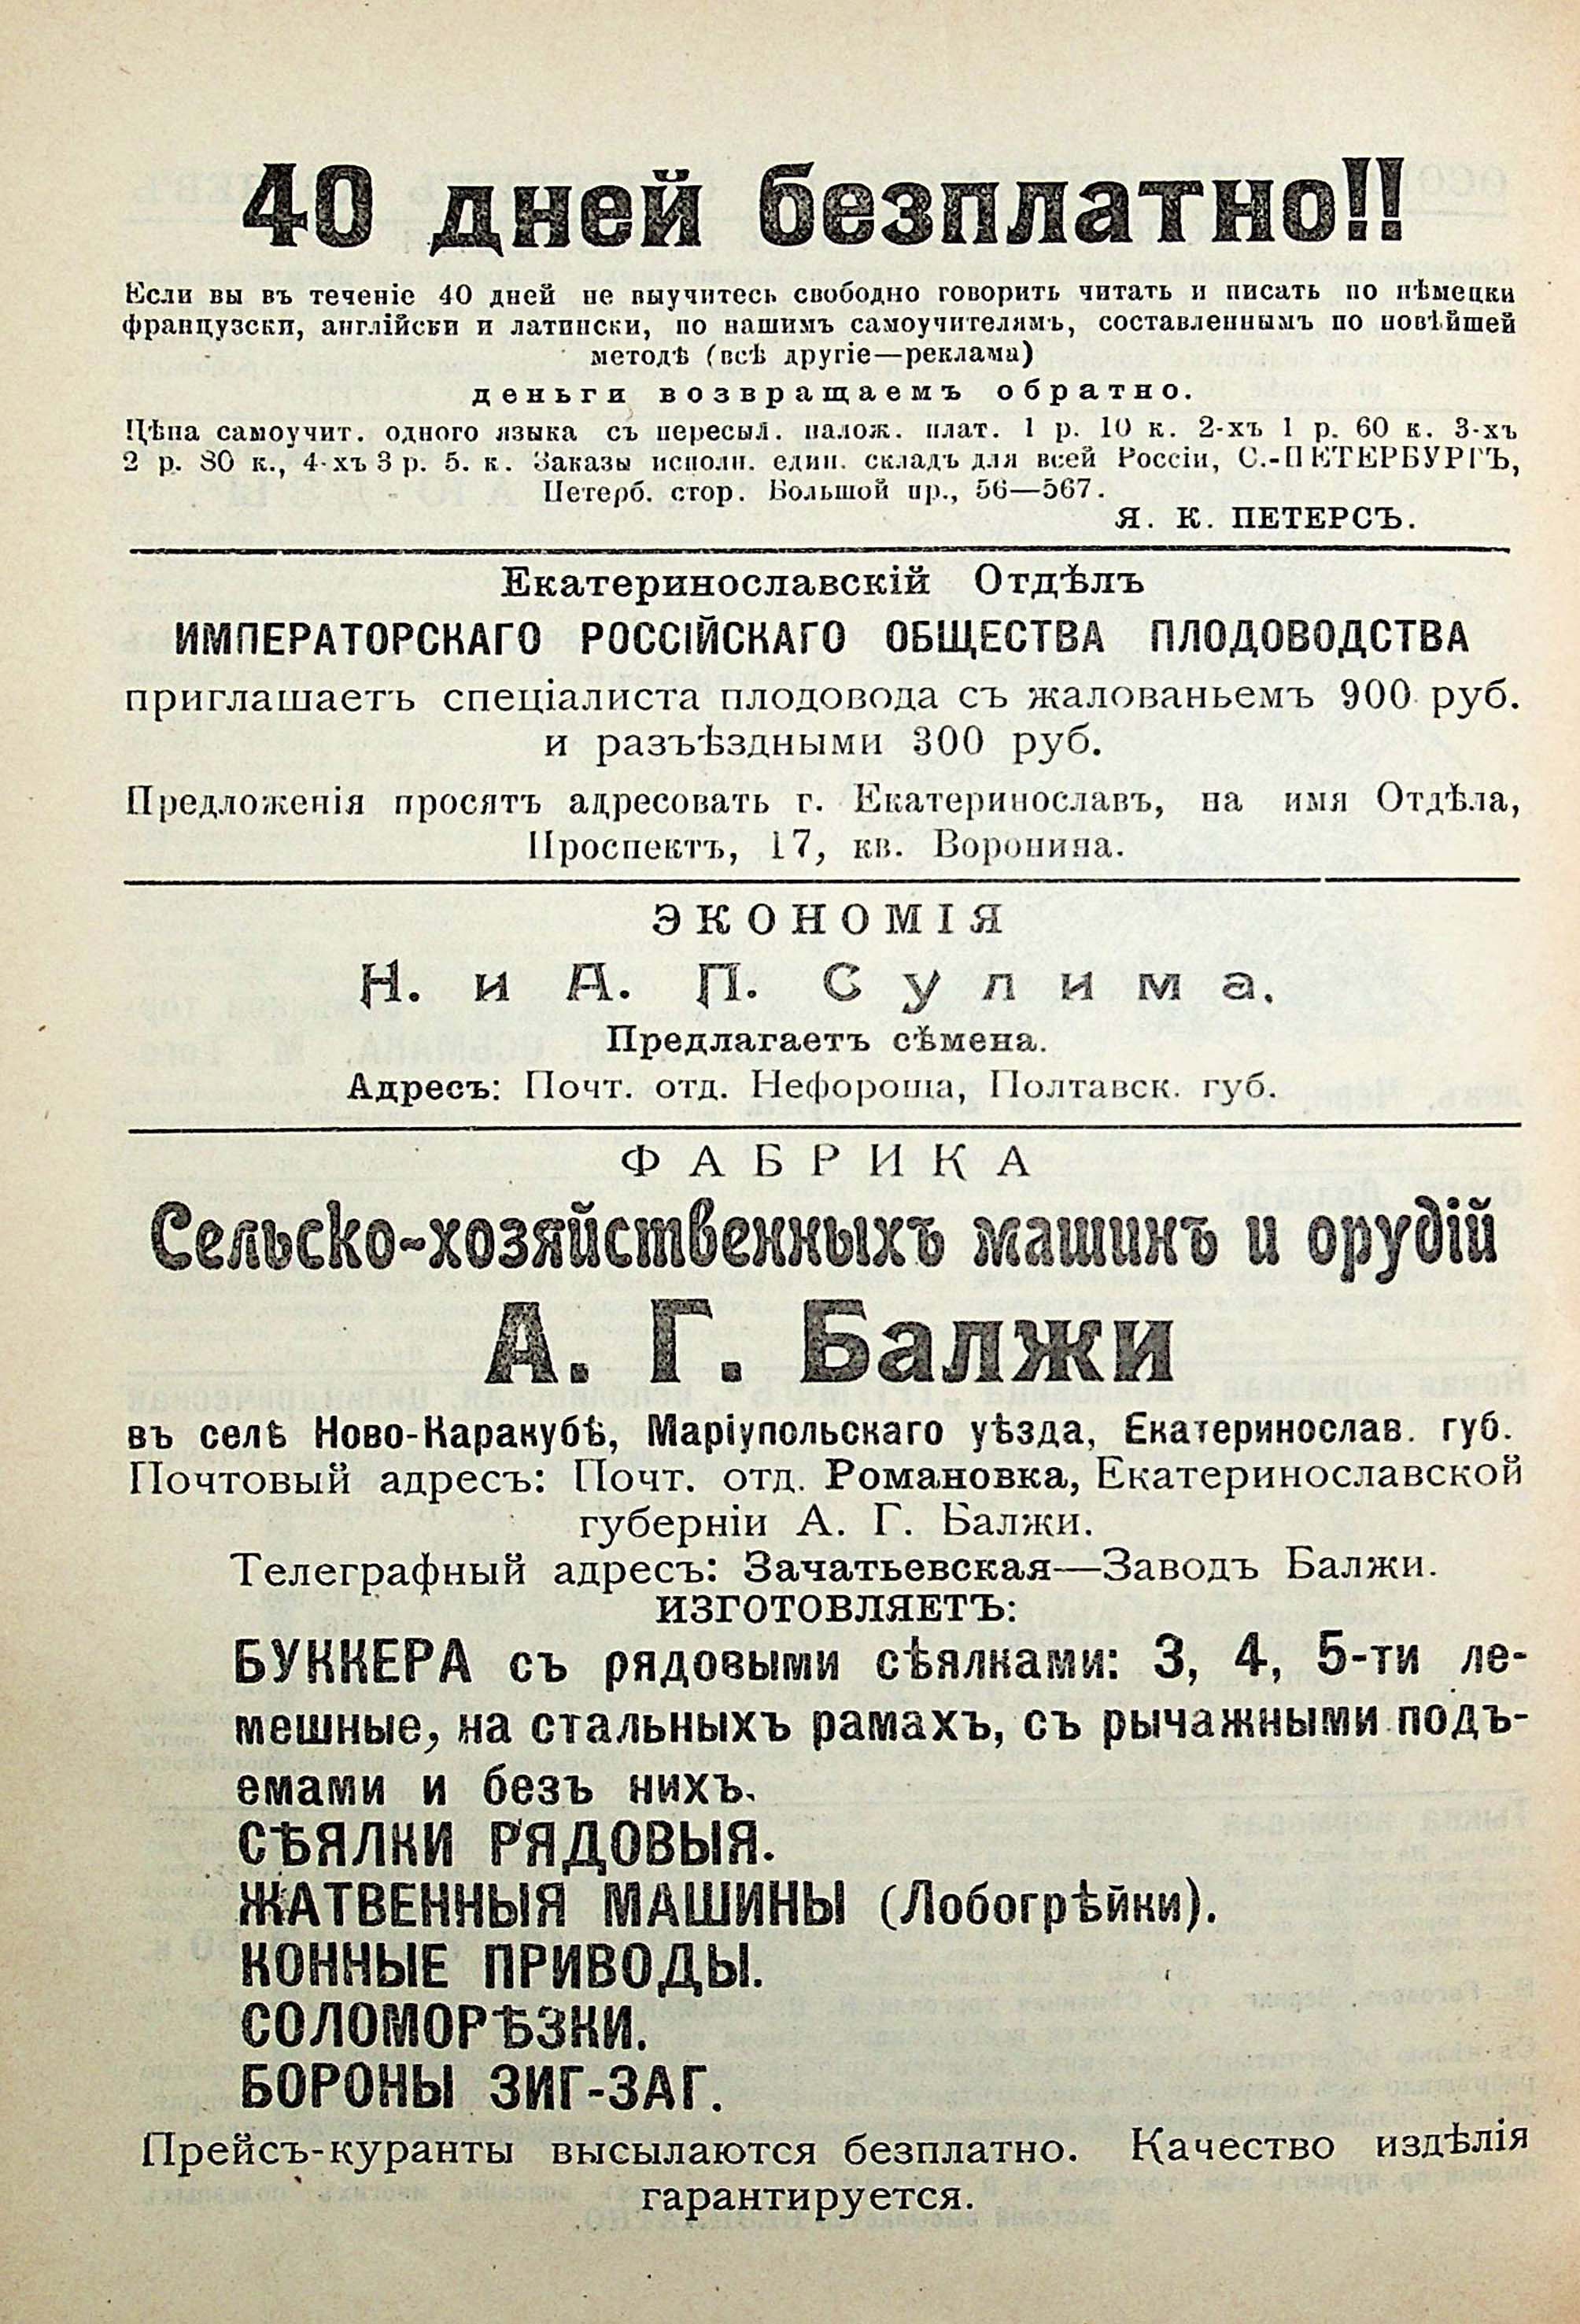 40 дней безплатно!!
Если вы въ теченіе 40 дней не выучитесь свободно говорить читать и писать по нѣмецки
французски, англійски и латински, по нашимъ самоучителямъ, составленнымъ по новѣйшей
методѣ (всѣ другіе—реклама)
деньги возвращаемъ обратно.
Цѣна самоучит. одного языка съ пересыл. налож. плат. 1 р. 10 к. 2-хъ 1 р. 60 к. 3-хъ
2 р. 80 к., 4-хъ 3 р. 5. к. Заказы исполн. един. складъ для всей Россіи, С.-ПЕТЕРБУРГЪ,
Петерб. стор. Большой пр., 56—567.
Я. К. ПЕТЕРСЪ.
Екатеринославскій Отдѣлъ
ИМПЕРАТОРСКАГО РОССІЙСКАГО ОБЩЕСТВА ПЛОДОВОДСТВА
приглашаетъ спеціалиста плодовода съ жалованьемъ 900 руб.
и разъѣздными 300 руб.
Предложенія просятъ адресовать г. Екатеринославъ, на имя Отдѣла,
Проспектъ, 17, кв. Воронина.
ЭКОНОМІЯ
Н. и А. П. Сулима.
Предлагаетъ сѣмена.
Адресъ: Почт. отд. Нефороща, Полтавск. губ.
ФАБРИКА
Сельско-хозяйственныхъ машинъ и орудій
А. Г. Балжи
въ селѣ Ново-Каракубѣ, Маріупольскаго уѣзда, Екатеринослав. губ.
Почтовый адресъ: Почт. отд. Романовка, Екатеринославской
губерніи А. Г. Балжи.
Телеграфный адресъ: Зачатьевская—Заводъ Балжи.
ИЗГОТОВЛЯЕТЪ:
БУККЕРА съ рядовыми сѣялками: 3, 4, 5-ти ле-
мешные, на стальныхъ рамахъ, съ рычажными подъ-
емами и безъ нихъ.
СѢЯЛКИ РЯДОВЫЯ.
ЖАТВЕННЫЯ МАШИНЫ (Лобогрѣйки).
КОННЫЕ ПРИВОДЫ.
СОЛОМОРѢЗКИ.
БОРОНЫ ЗИГ-ЗАГ.
Прейсъ-куранты высылаются безплатно. Качество издѣлія
гарантируется.